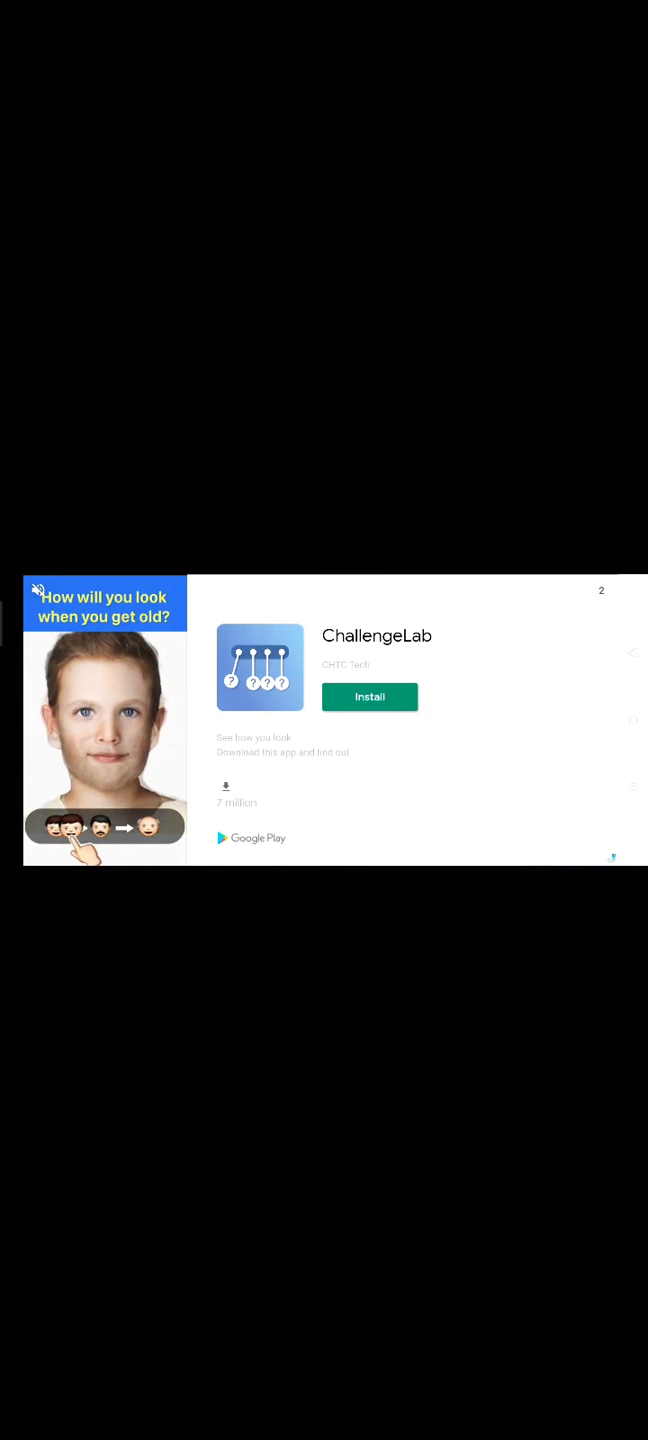 How will you look
when you get old?
2
ChallengeLab
CHTC Tech
Install
? ? ? ?
See how you look
Download this app and find out
7 million
Google Play